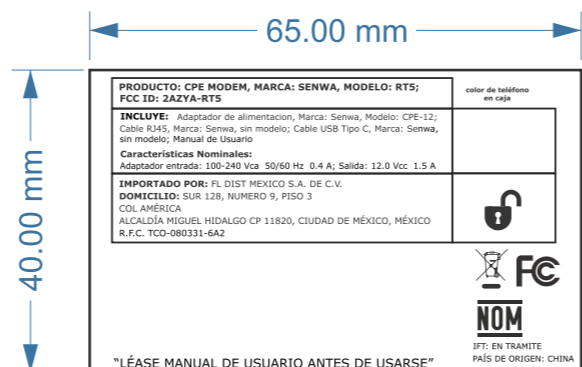 65.00 mm
40.00 mm
PRODUCTO: CPE MODEM, MARCA: SENWA, MODELO: RT5;
FCC ID: 2AZYA-RT5
color de teléfono
en caja
INCLUYE: Adaptador de alimentacion, Marca: Senwa, Modelo: CPE-12;
Cable RJ45, Marca: Senwa, sin modelo; Cable USB Tipo C, Marca: Senwa,
sin modelo; Manual de Usuario
Características Nominales:
Adaptador entrada: 100-240 Vca 50/60 Hz 0.4 A; Salida: 12.0 Vcc 1.5 A
IMPORTADO POR: FL DIST MEXICO S.A. DE C.V.
DOMICILIO: SUR 128, NUMERO 9, PISO 3
COL AMÉRICA
ALCALDÍA MIGUEL HIDALGO CP 11820, CIUDAD DE MÉXICO, MÉXICO
R.F.C. TCO-080331-6A2
FC
NOM
IFT: EN TRAMITE
PAÍS DE ORIGEN: CHINA
"LÉASE MANUAL DE USUARIO ANTES DE USARSE"